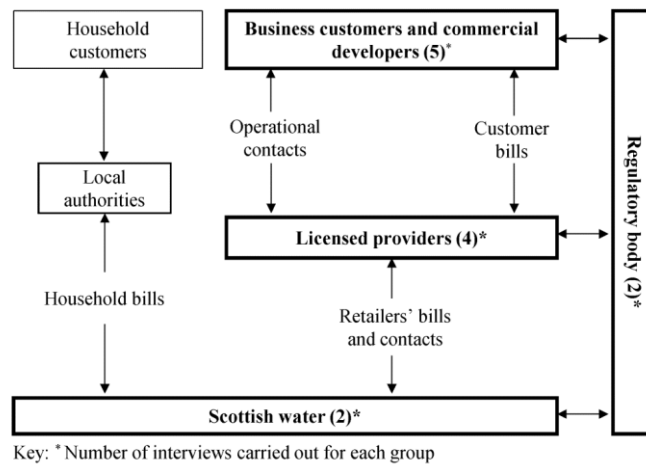 Household
customers
Business customers and commercial
developers (5)*
Operational
contacts
Customer
bills
Local
authorities
Licensed providers (4)*
Household bills
Retailers’ bills
and contacts
Scottish water (2)*
Regulatory body (2)*
Key: * Number of interviews carried out for each group